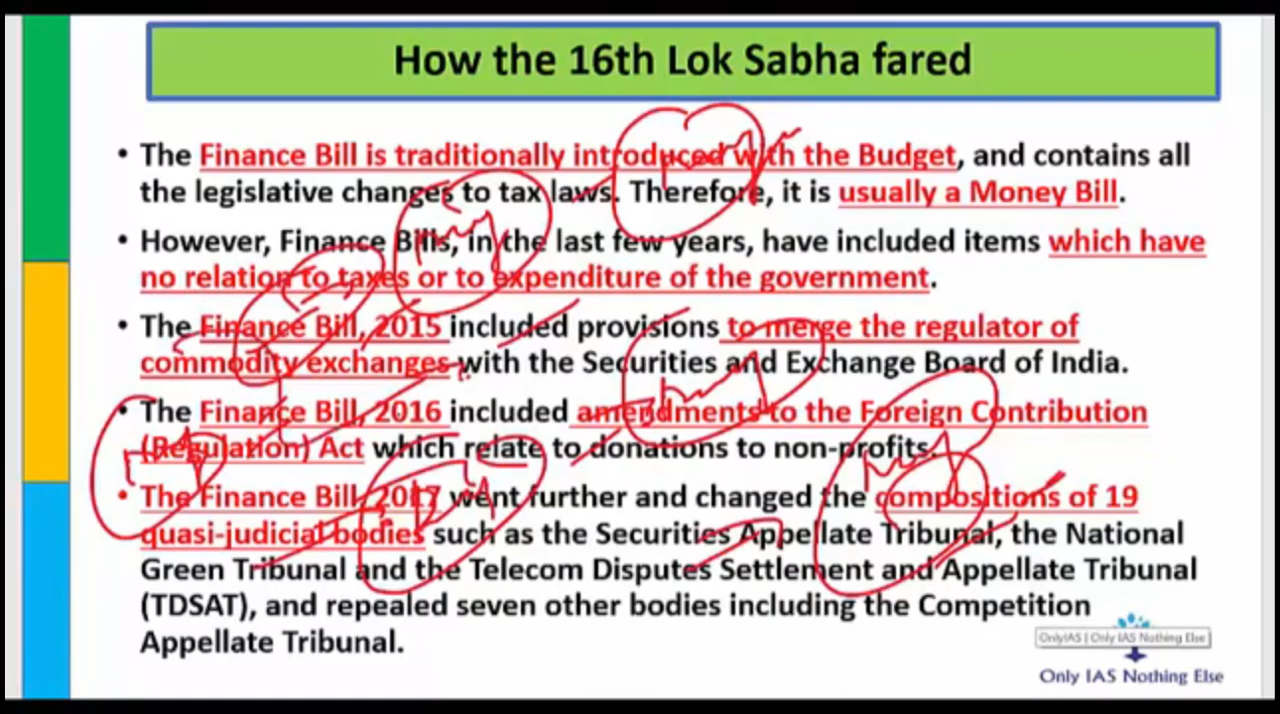 How the 16th Lok Sabha fared
• The Finance Bill is traditionally introduced with the Budget, and contains all
the legislative changes to tax laws. Therefore, it is usually a Money Bill.
• However, Finance Bills, in the last few years, have included items which have
no relation to taxes or to expenditure of the government.
• The Finance Bill, 2015 included provisions to merge the regulator of
commodity exchanges with the Securities and Exchange Board of India.
• The Finance Bill, 2016 included amendments to the Foreign Contribution
(Regulation) Act which relate to donations to non-profits.
• The Finance Bill, 2017 went further and changed the compositions of 19
quasi-judicial bodies such as the Securities Appellate Tribunal, the National
Green Tribunal and the Telecom Disputes Settlement and Appellate Tribunal
(TDSAT), and repealed seven other bodies including the Competition
Appellate Tribunal.
OnlyIAS | Only IAS Nothing Else
Only IAS Nothing Else